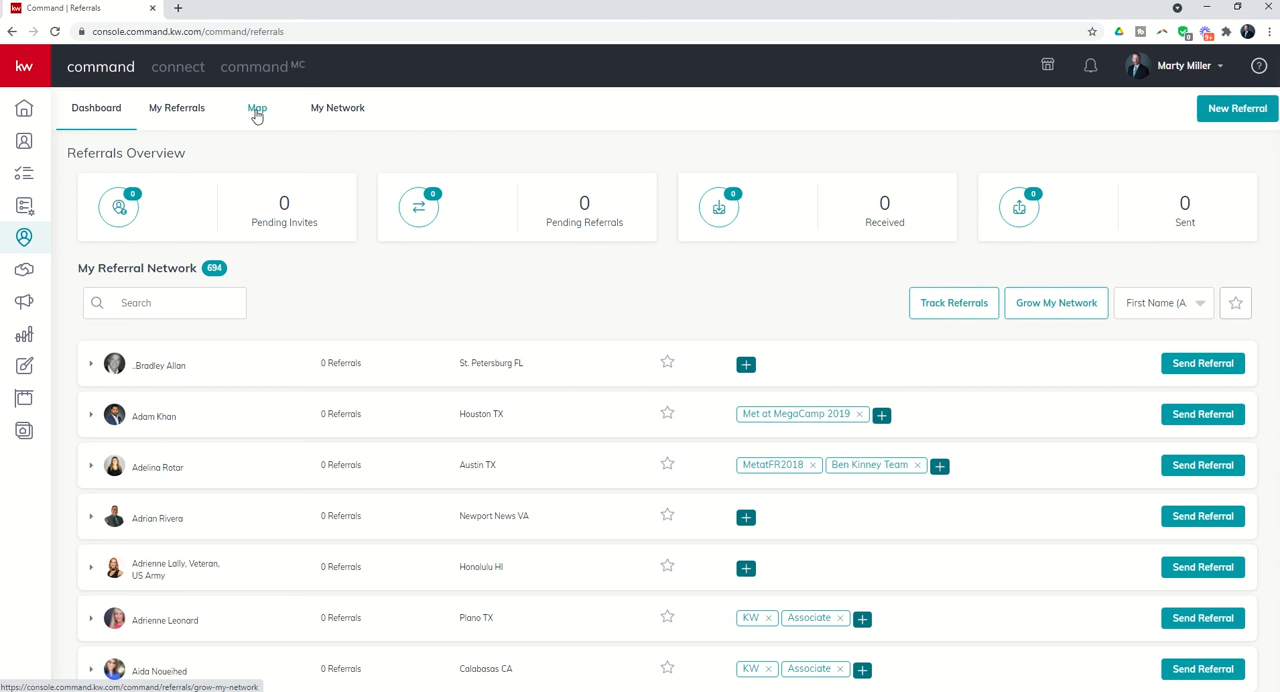 kw Command | Referrals
console.command.kw.com/command/referrals
0
9+
kw command connect command MC
Marty Miller
Dashboard My Referrals Map My Network
New Referral
Referrals Overview
0 0 Pending Invites
0 0 Pending Referrals
0 0 Received
0 0 Sent
My Referral Network 694
Search Track Referrals Grow My Network First Name (A.
..Bradley Allan 0 Referrals St. Petersburg FL Send Referral
Adam Khan 0 Referrals Houston TX Met at MegaCamp 2019 Send Referral
Adelina Rotar 0 Referrals Austin TX MetatFR2018 Ben Kinney Team Send Referral
Adrian Rivera 0 Referrals Newport News VA Send Referral
Adrienne Lally, Veteran, 0 Referrals Honolulu HI Send Referral
US Army
Adrienne Leonard 0 Referrals Plano TX KW Associate Send Referral
Aida Noueihed 0 Referrals Calabasas CA KW Associate Send Referral
https://console.command.kw.com/command/referrals/grow-my-network